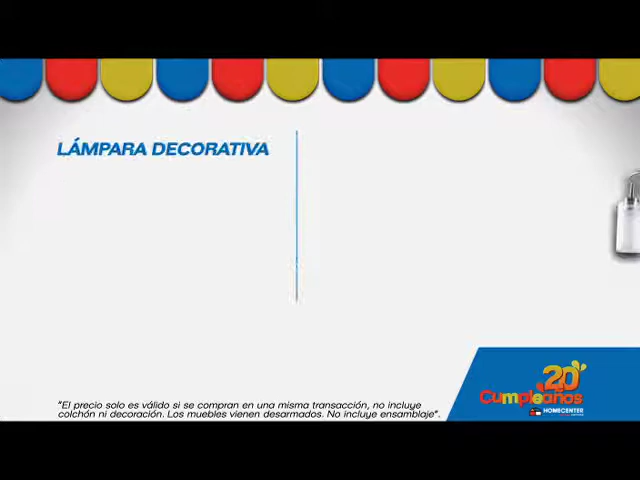 LÁMPARA DECORATIVA
20
Cumpleaños
HOMECENTER
"El precio solo es válido si se compran en una misma transacción, no incluye
colchón ni decoración. Los muebles vienen desarmados. No incluye ensamblaje".